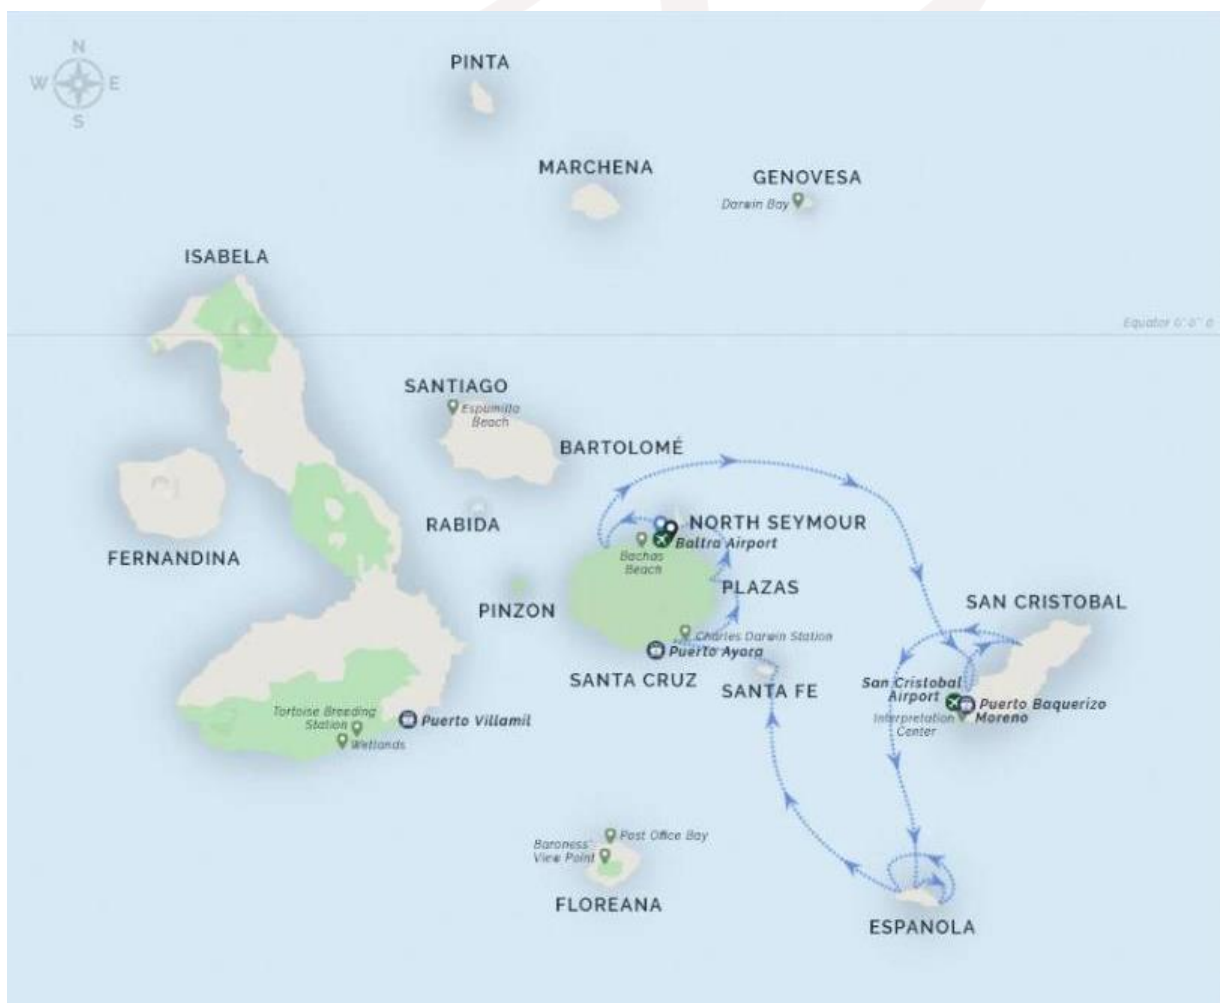 N
PINTA
W
E
S
MARCHENA
GENOVESA
Darwin Bay
ISABELA
Equator 0° 0" 0
SANTIAGO
Espumilla
Beach
BARTOLOMÉ
RABIDA
NORTH SEYMOUR
Baltra Airport
FERNANDINA
Bachas
Beach
PLAZAS
PINZON
SAN CRISTOBAL
Charles Darwin Station
Puerto Ayora
SANTA CRUZ
SANTA FE
San Cristobal
Airport
Puerto Baquerizo
Moreno
Interpretation
Center
Tortoise Breeding
Station
Puerto Villamil
Wetlands
Post Office Bay
Baroness'
View Point
FLOREANA
ESPANOLA